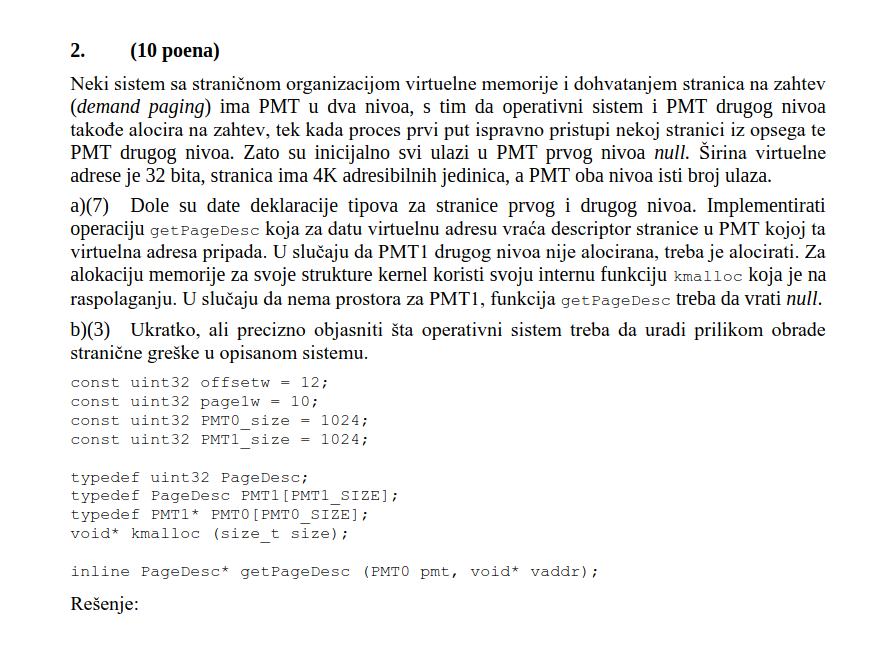 2. (10 poena)
Neki sistem sa straničnom organizacijom virtuelne memorije i dohvatanjem stranica na zahtev
(demand paging) ima PMT u dva nivoa, s tim da operativni sistem i PMT drugog nivoa
takođe alocira na zahtev, tek kada proces prvi put ispravno pristupi nekoj stranici iz opsega te
PMT drugog nivoa. Zato su inicijalno svi ulazi u PMT prvog nivoa null. Širina virtuelne
adrese je 32 bita, stranica ima 4K adresibilnih jedinica, a PMT oba nivoa isti broj ulaza.
a)(7) Dole su date deklaracije tipova za stranice prvog i drugog nivoa. Implementirati
operaciju getPageDesc koja za datu virtuelnu adresu vraća descriptor stranice u PMT kojoj ta
virtuelna adresa pripada. U slučaju da PMT1 drugog nivoa nije alocirana, treba je alocirati. Za
alokaciju memorije za svoje strukture kernel koristi svoju internu funkciju kmalloc koja je na
raspolaganju. U slučaju da nema prostora za PMT1, funkcija getPageDesc treba da vrati null.
b)(3) Ukratko, ali precizno objasniti šta operativni sistem treba da uradi prilikom obrade
stranične greške u opisanom sistemu.
const uint32 offsetw = 12;
const uint32 page1w = 10;
const uint32 PMT0_size = 1024;
const uint32 PMT1_size = 1024;
typedef uint32 PageDesc;
typedef PageDesc PMT1[PMT1_SIZE];
typedef PMT1* PMT0[PMT0_SIZE];
void* kmalloc (size_t size);
inline PageDesc* getPageDesc (PMT0 pmt, void* vaddr);
Rešenje: